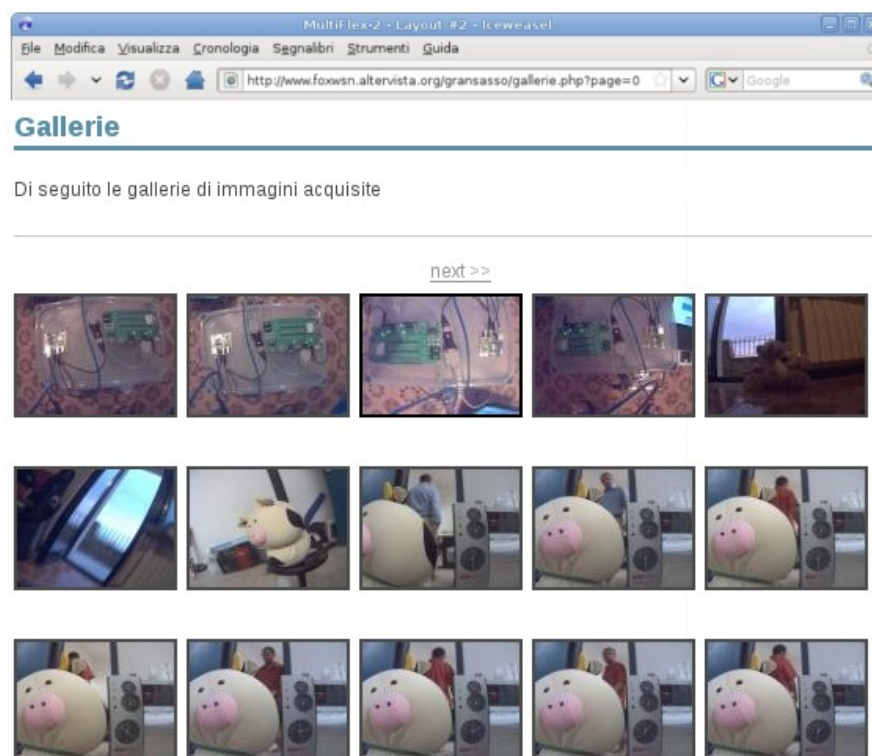 MultiFlex-2 - Layout #2 - Iceweasel
File Modifica Visualizza Cronologia Segnalibri Strumenti Guida
http://www.foxwsn.altervista.org/gransasso/gallerie.php?page=0 G Google
Gallerie
Di seguito le gallerie di immagini acquisite
next >>